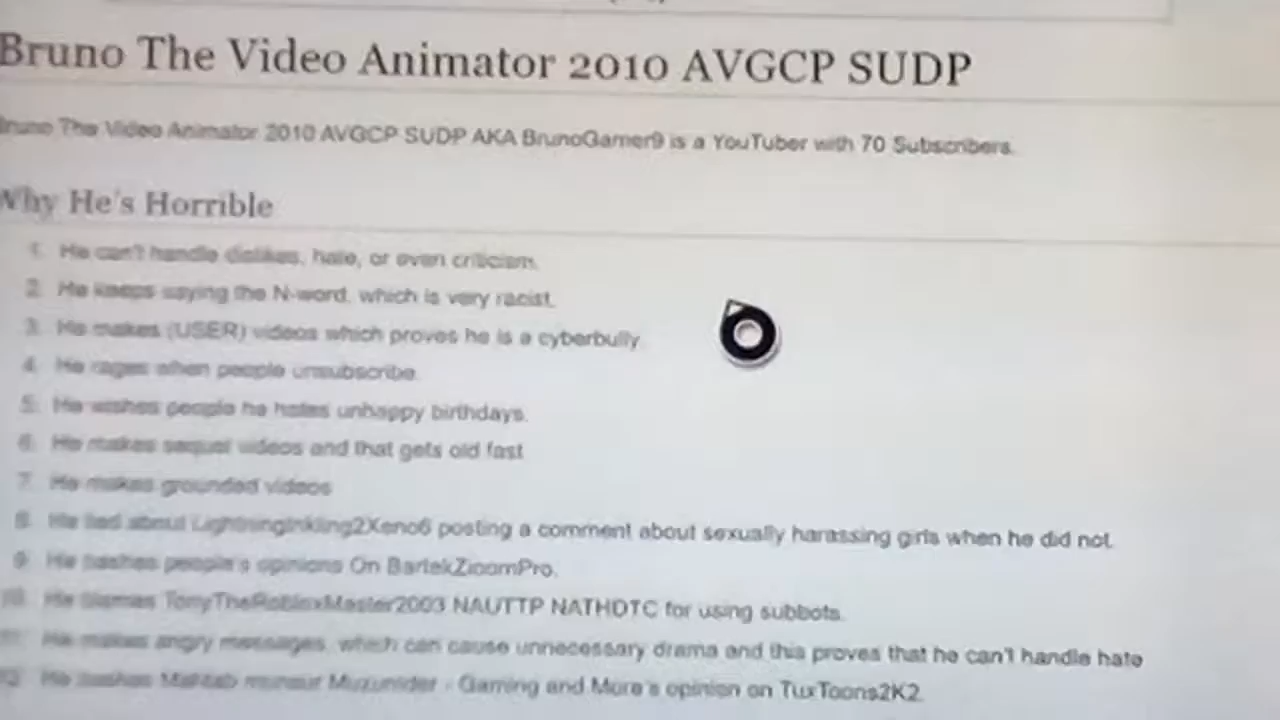 Bruno The Video Animator 2010 AVGCP SUDP
Bruno The Video Animator 2010 AVGCP SUDP AKA BrunoGamer9 is a YouTuber with 70 Subscribers.
Why He's Horrible
1. He can't handle dislikes, hate, or even criticism.
2. He keeps saying the N-word, which is very racist.
3. He makes (USER) videos which proves he is a cyberbully.
4. He rages when people unsubscribe.
5. He wishes people he hates unhappy birthdays.
6. He makes sequel videos and that gets old fast
7. He makes grounded videos
8. He lied about LightningInkling2Xeno6 posting a comment about sexually harassing girls when he did not.
9. He bashes people's opinions On BartekZioomPro.
10. He blames TonyTheRobloxMaster2003 NAUTTP NATHDTC for using subbots.
11. He makes angry messages, which can cause unnecessary drama and this proves that he can't handle hate
12. He bashes - Gaming and More's opinion on TuxToons2K2.